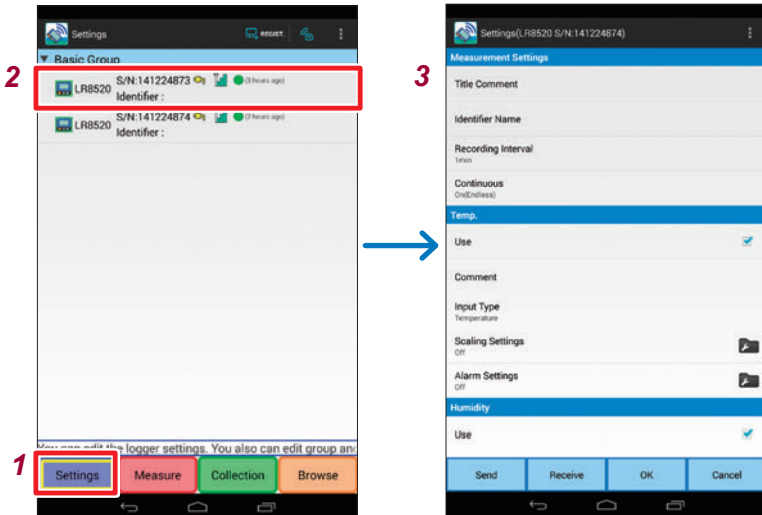 Settings
REGIST.
Basic Group
2
LR8520
S/N:141224873
(3 hours ago)
Identifier :
LR8520
S/N:141224874
(2 hours ago)
Identifier :
You can edit the logger settings. You also can edit group and
1
Settings
Measure
Collection
Browse
3
Settings(LR8520 S/N:141224874)
Measurement Settings
Title Comment
Identifier Name
Recording Interval
1min
Continuous
On(Endless)
Temp.
Use
Comment
Input Type
Temperature
Scaling Settings
Off
Alarm Settings
Off
Humidity
Use
Send
Receive
OK
Cancel